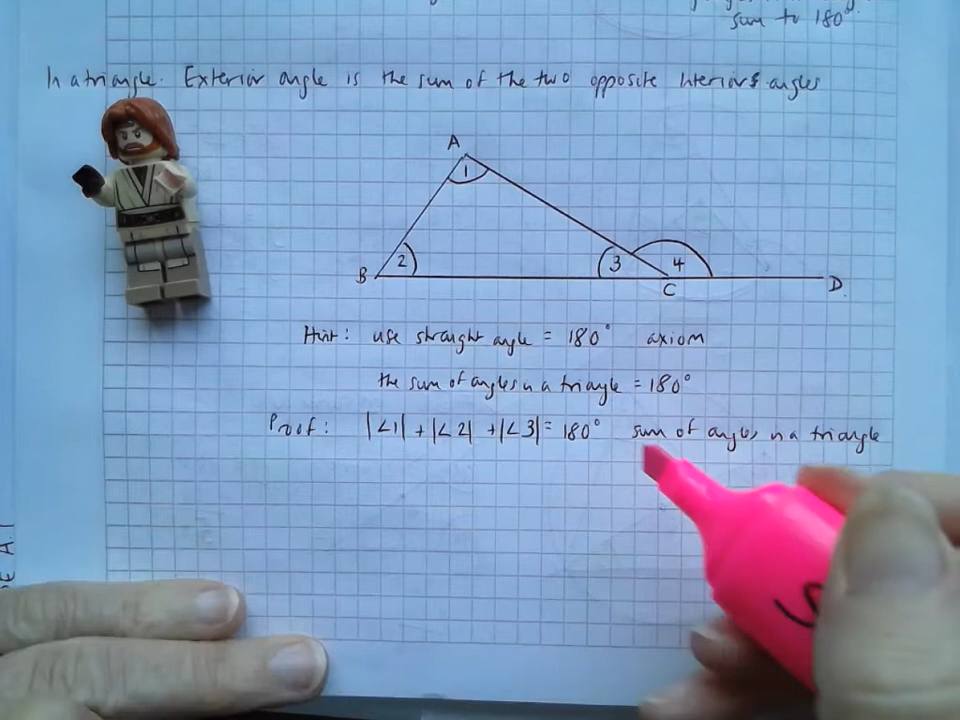 sum to 180°
In a triangle. Exterior angle is the sum of the two opposite Interiors angles
A
1
B
2
3
4
C
D
Hint: use straight angle = 180° axiom
the sum of angles in a triangle = 180°
Proof: |∠1| + |∠2| + |∠3| = 180° sum of angles in a triangle